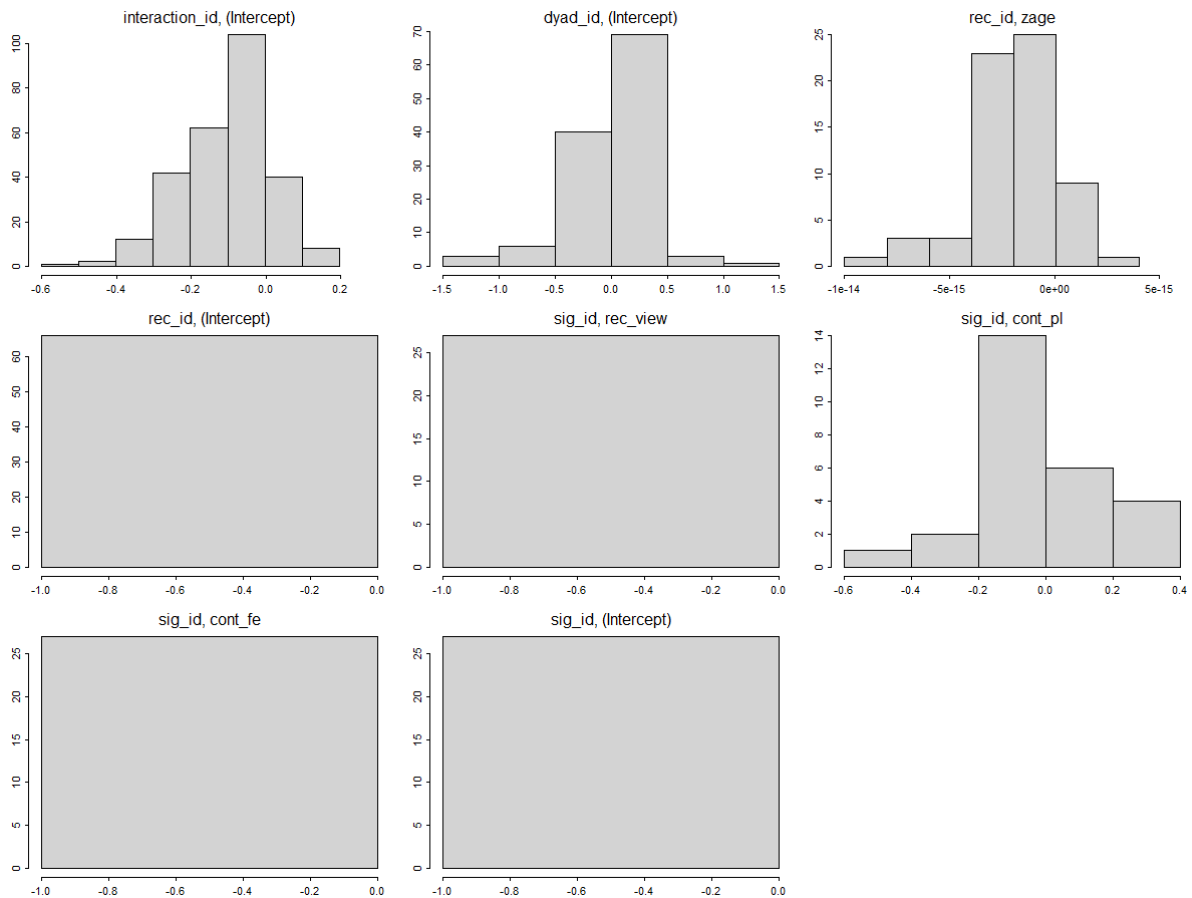 interaction_id, (Intercept)
0 20 40 60 80 100
-0.6 -0.4 -0.2 0.0 0.2
dyad_id, (Intercept)
0 10 20 30 40 50 60 70
-1.5 -1.0 -0.5 0.0 0.5 1.0 1.5
rec_id, zage
0 5 10 15 20 25
-1e-14 -5e-15 0e+00 5e-15
rec_id, (Intercept)
0 10 20 30 40 50 60
-1.0 -0.8 -0.6 -0.4 -0.2 0.0
sig_id, rec_view
0 5 10 15 20 25
-1.0 -0.8 -0.6 -0.4 -0.2 0.0
sig_id, cont_pl
0 2 4 6 8 10 12 14
-0.6 -0.4 -0.2 0.0 0.2 0.4
sig_id, cont_fe
0 5 10 15 20 25
-1.0 -0.8 -0.6 -0.4 -0.2 0.0
sig_id, (Intercept)
0 5 10 15 20 25
-1.0 -0.8 -0.6 -0.4 -0.2 0.0